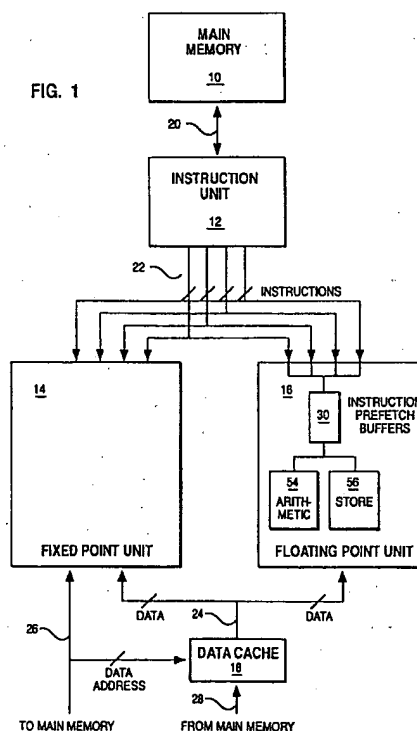 MAIN
MEMORY
10
FIG. 1
20
INSTRUCTION
UNIT
12
22
INSTRUCTIONS
14
16
INSTRUCTION
PREFETCH
BUFFERS
30
54
ARITH-
METIC
56
STORE
FIXED POINT UNIT
FLOATING POINT UNIT
26
DATA
24
DATA
DATA CACHE
18
DATA
ADDRESS
28
TO MAIN MEMORY
FROM MAIN MEMORY